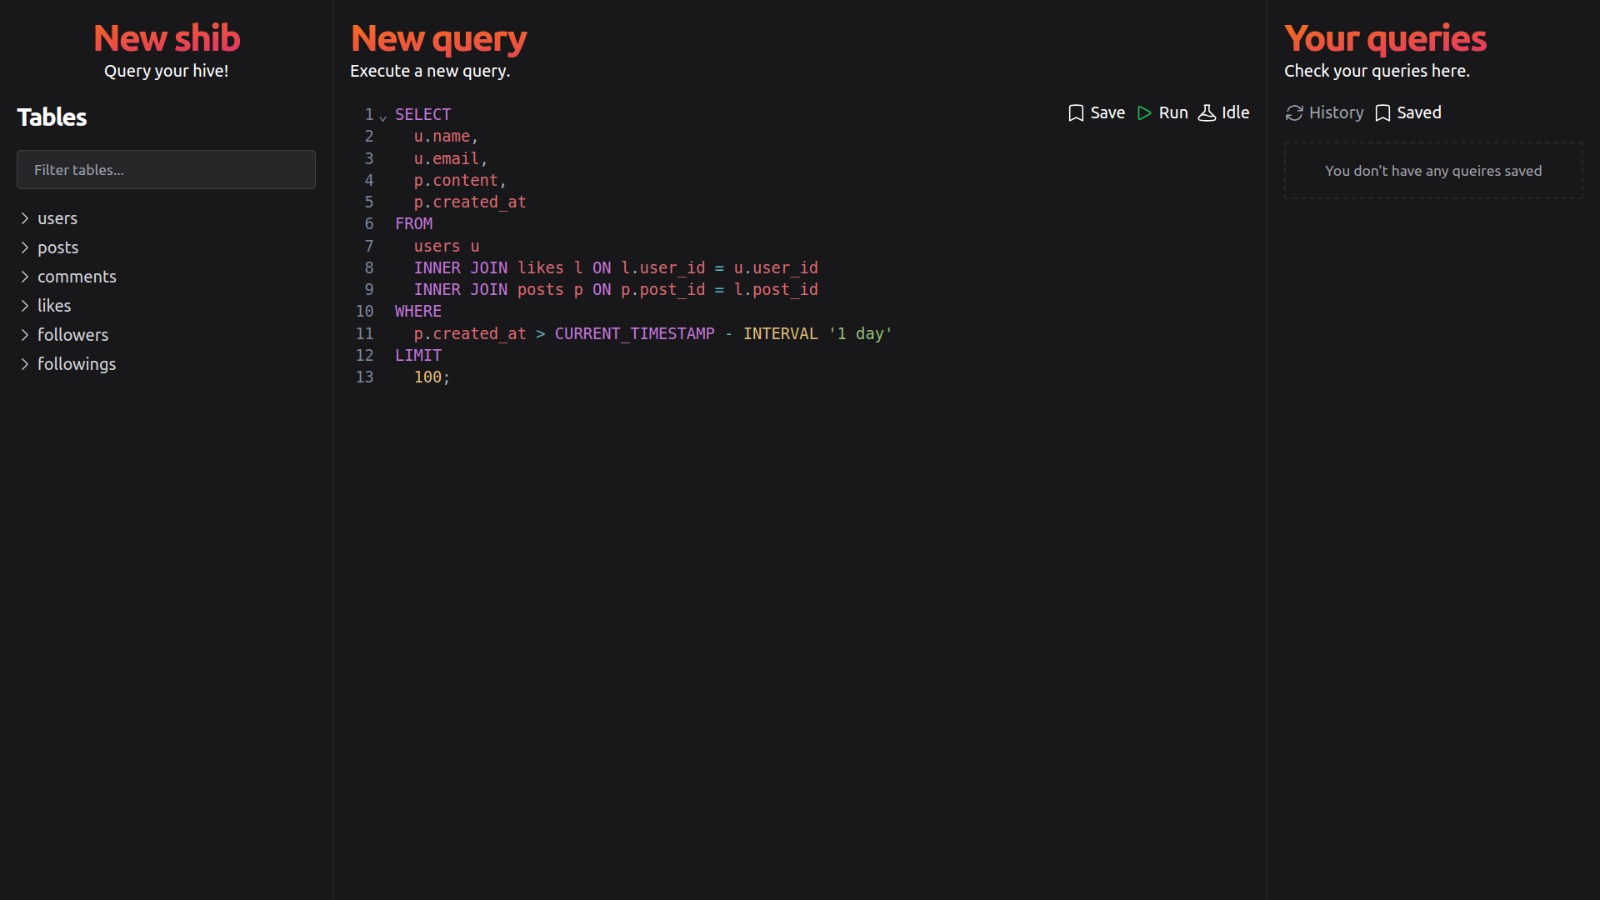 New shib
Query your hive!
Tables
Filter tables...
users
posts
comments
likes
followers
followings
New query
Execute a new query.
Save Run Idle
1 SELECT
2 u.name,
3 u.email,
4 p.content,
5 p.created_at
6 FROM
7 users u
8 INNER JOIN likes l ON l.user_id = u.user_id
9 INNER JOIN posts p ON p.post_id = l.post_id
10 WHERE
11 p.created_at > CURRENT_TIMESTAMP - INTERVAL '1 day'
12 LIMIT
13 100;
Your queries
Check your queries here.
History Saved
You don't have any queires saved